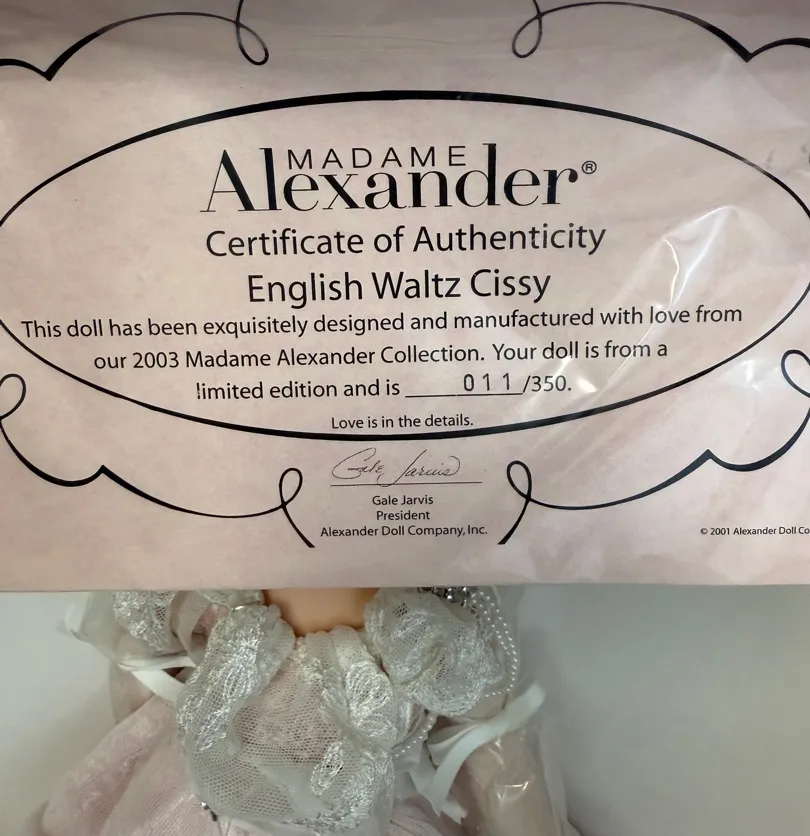 MADAME
Alexander®
Certificate of Authenticity
English Waltz Cissy
This doll has been exquisitely designed and manufactured with love from
our 2003 Madame Alexander Collection. Your doll is from a
limited edition and is ______011_/350.
Love is in the details.
Gale Jarvis
Gale Jarvis
President
Alexander Doll Company, Inc.
© 2001 Alexander Doll Co